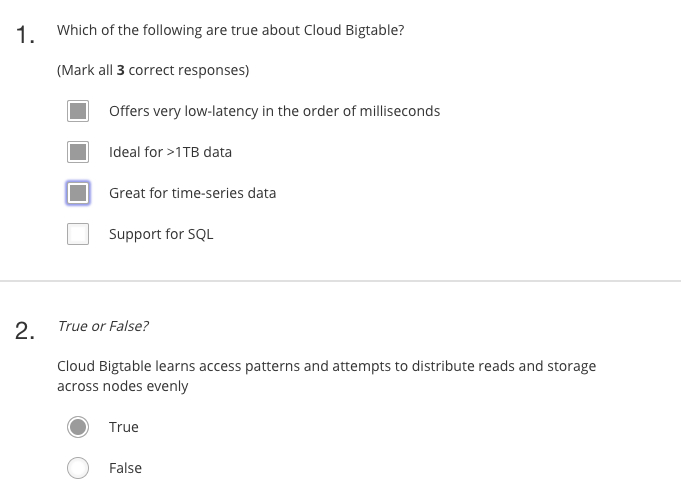 1. Which of the following are true about Cloud Bigtable?
(Mark all 3 correct responses)
Offers very low-latency in the order of milliseconds
Ideal for >1TB data
Great for time-series data
Support for SQL
2. True or False?
Cloud Bigtable learns access patterns and attempts to distribute reads and storage
across nodes evenly
True
False